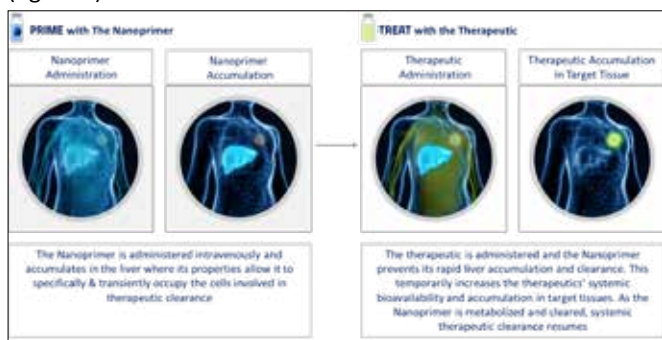 PRIME with The Nanoprimer
Nanoprimer
Administration
Nanoprimer
Accumulation
The Nanoprimer is administered intravenously and
accumulates in the liver where its properties allow it to
specifically & transiently occupy the cells involved in
therapeutic clearance
TREAT with the Therapeutic
Therapeutic
Administration
Therapeutic Accumulation
in Target Tissue
The therapeutic is administered and the Nanoprimer
prevents its rapid liver accumulation and clearance. This
temporarily increases the therapeutics' systemic
bioavailability and accumulation in target tissues. As the
Nanoprimer is metabolized and cleared, systemic
therapeutic clearance resumes